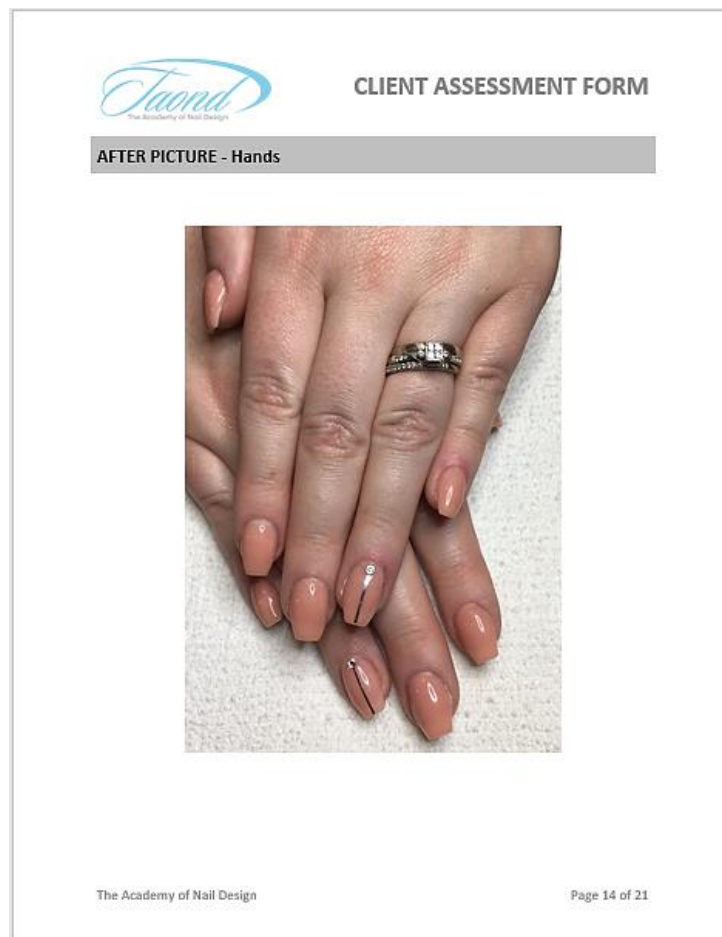 Taond
The Academy of Nail Design
CLIENT ASSESSMENT FORM
AFTER PICTURE - Hands
The Academy of Nail Design
Page 14 of 21